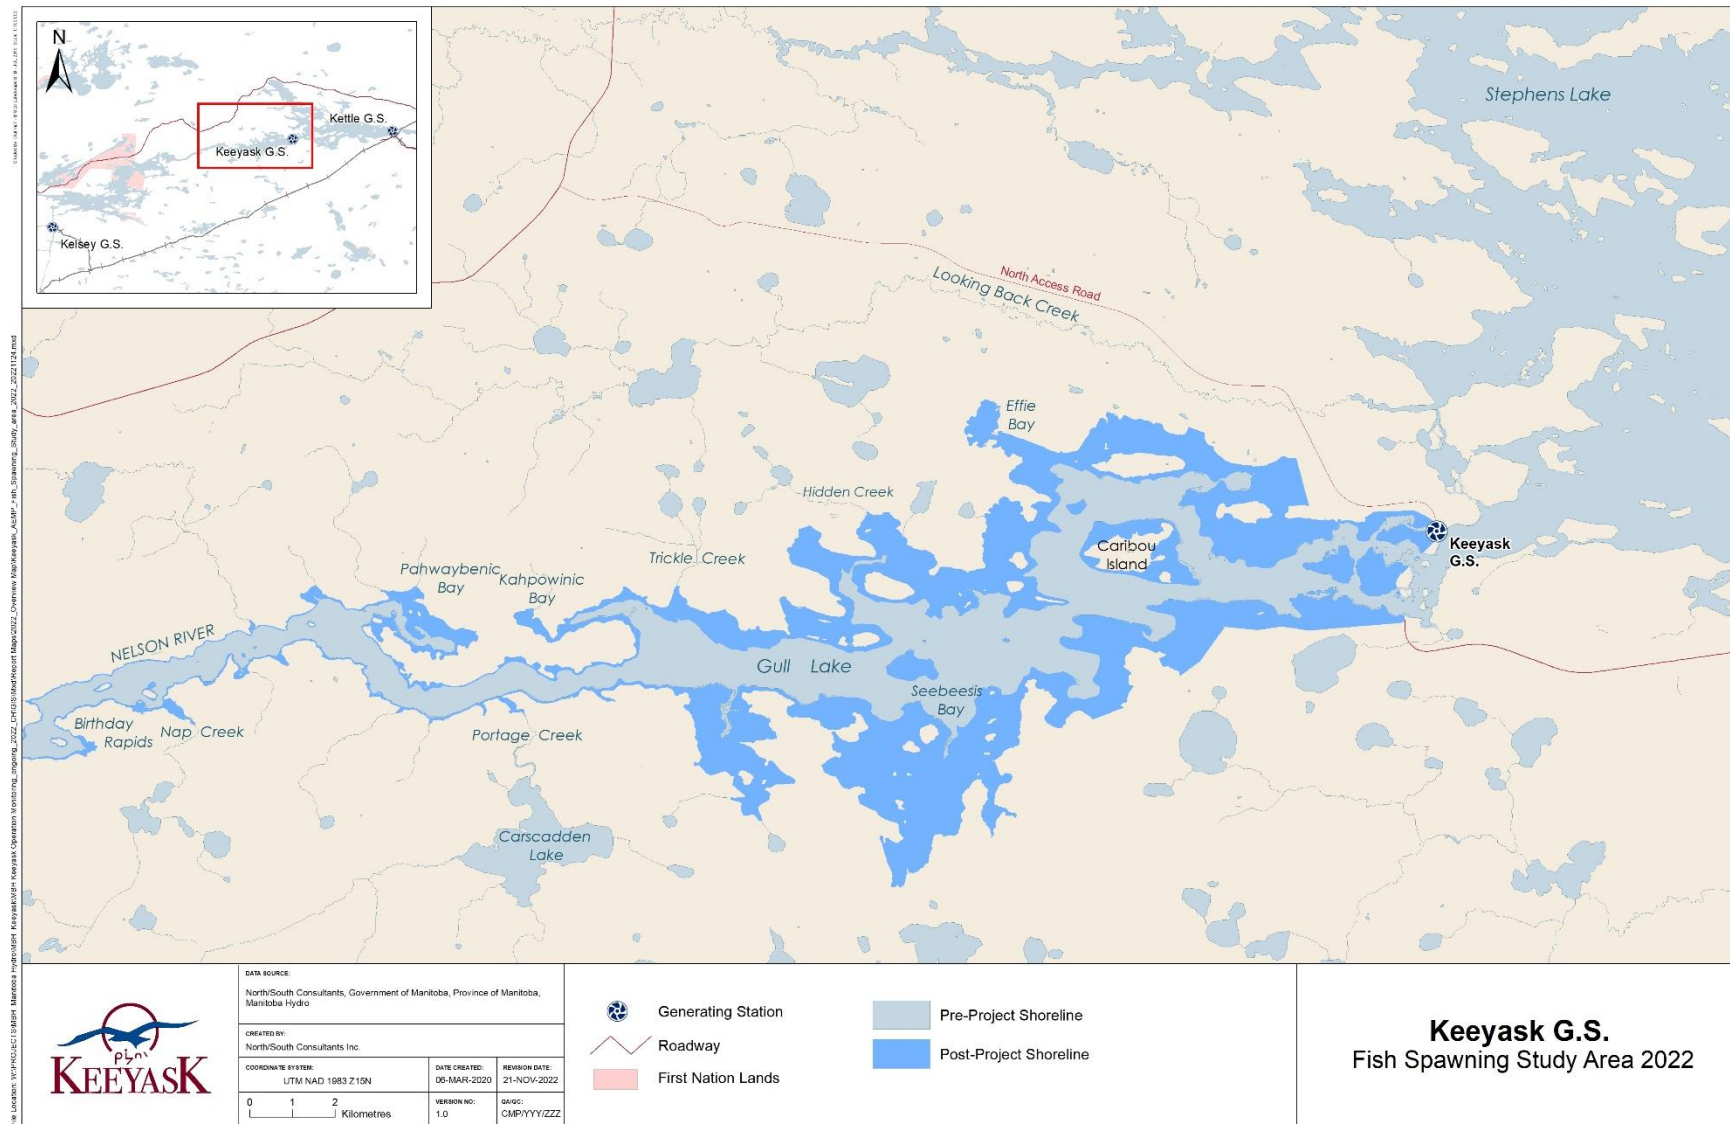 N
Kettle G.S.
Keeyask G.S.
Kelsey G.S.
Stephens Lake
North Access Road
Looking Back Creek
Effie
Bay
Hidden Creek
Caribou
Island
Keeyask
G.S.
Trickle Creek
Pahwaybenic
Bay
Kahpowinic
Bay
NELSON RIVER
Gull Lake
Seebeesis
Bay
Birthday
Rapids
Nap Creek
Portage Creek
Carscadden
Lake
KEEYASK
DATA SOURCE:
North/South Consultants, Government of Manitoba, Province of Manitoba,
Manitoba Hydro
CREATED BY:
North/South Consultants Inc.
COORDINATE SYSTEM:
UTM NAD 1983 Z15N
DATE CREATED:
06-MAR-2020
REVISION DATE:
21-NOV-2022
0 1 2
Kilometres
VERSION NO:
1.0
QA/QC:
CMP/YYY/ZZZ
Generating Station
Roadway
First Nation Lands
Pre-Project Shoreline
Post-Project Shoreline
Keeyask G.S.
Fish Spawning Study Area 2022